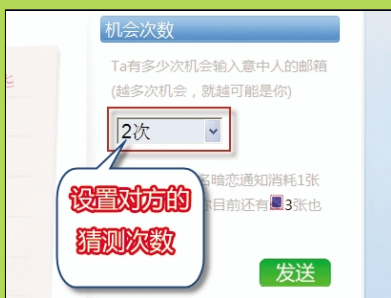 机会次数
Ta有多少次机会输入意中人的邮箱
(越多次机会，就越可能是你)
2次
名暗恋通知消耗1张
目前还有3张也
设置对方的
猜测次数
发送